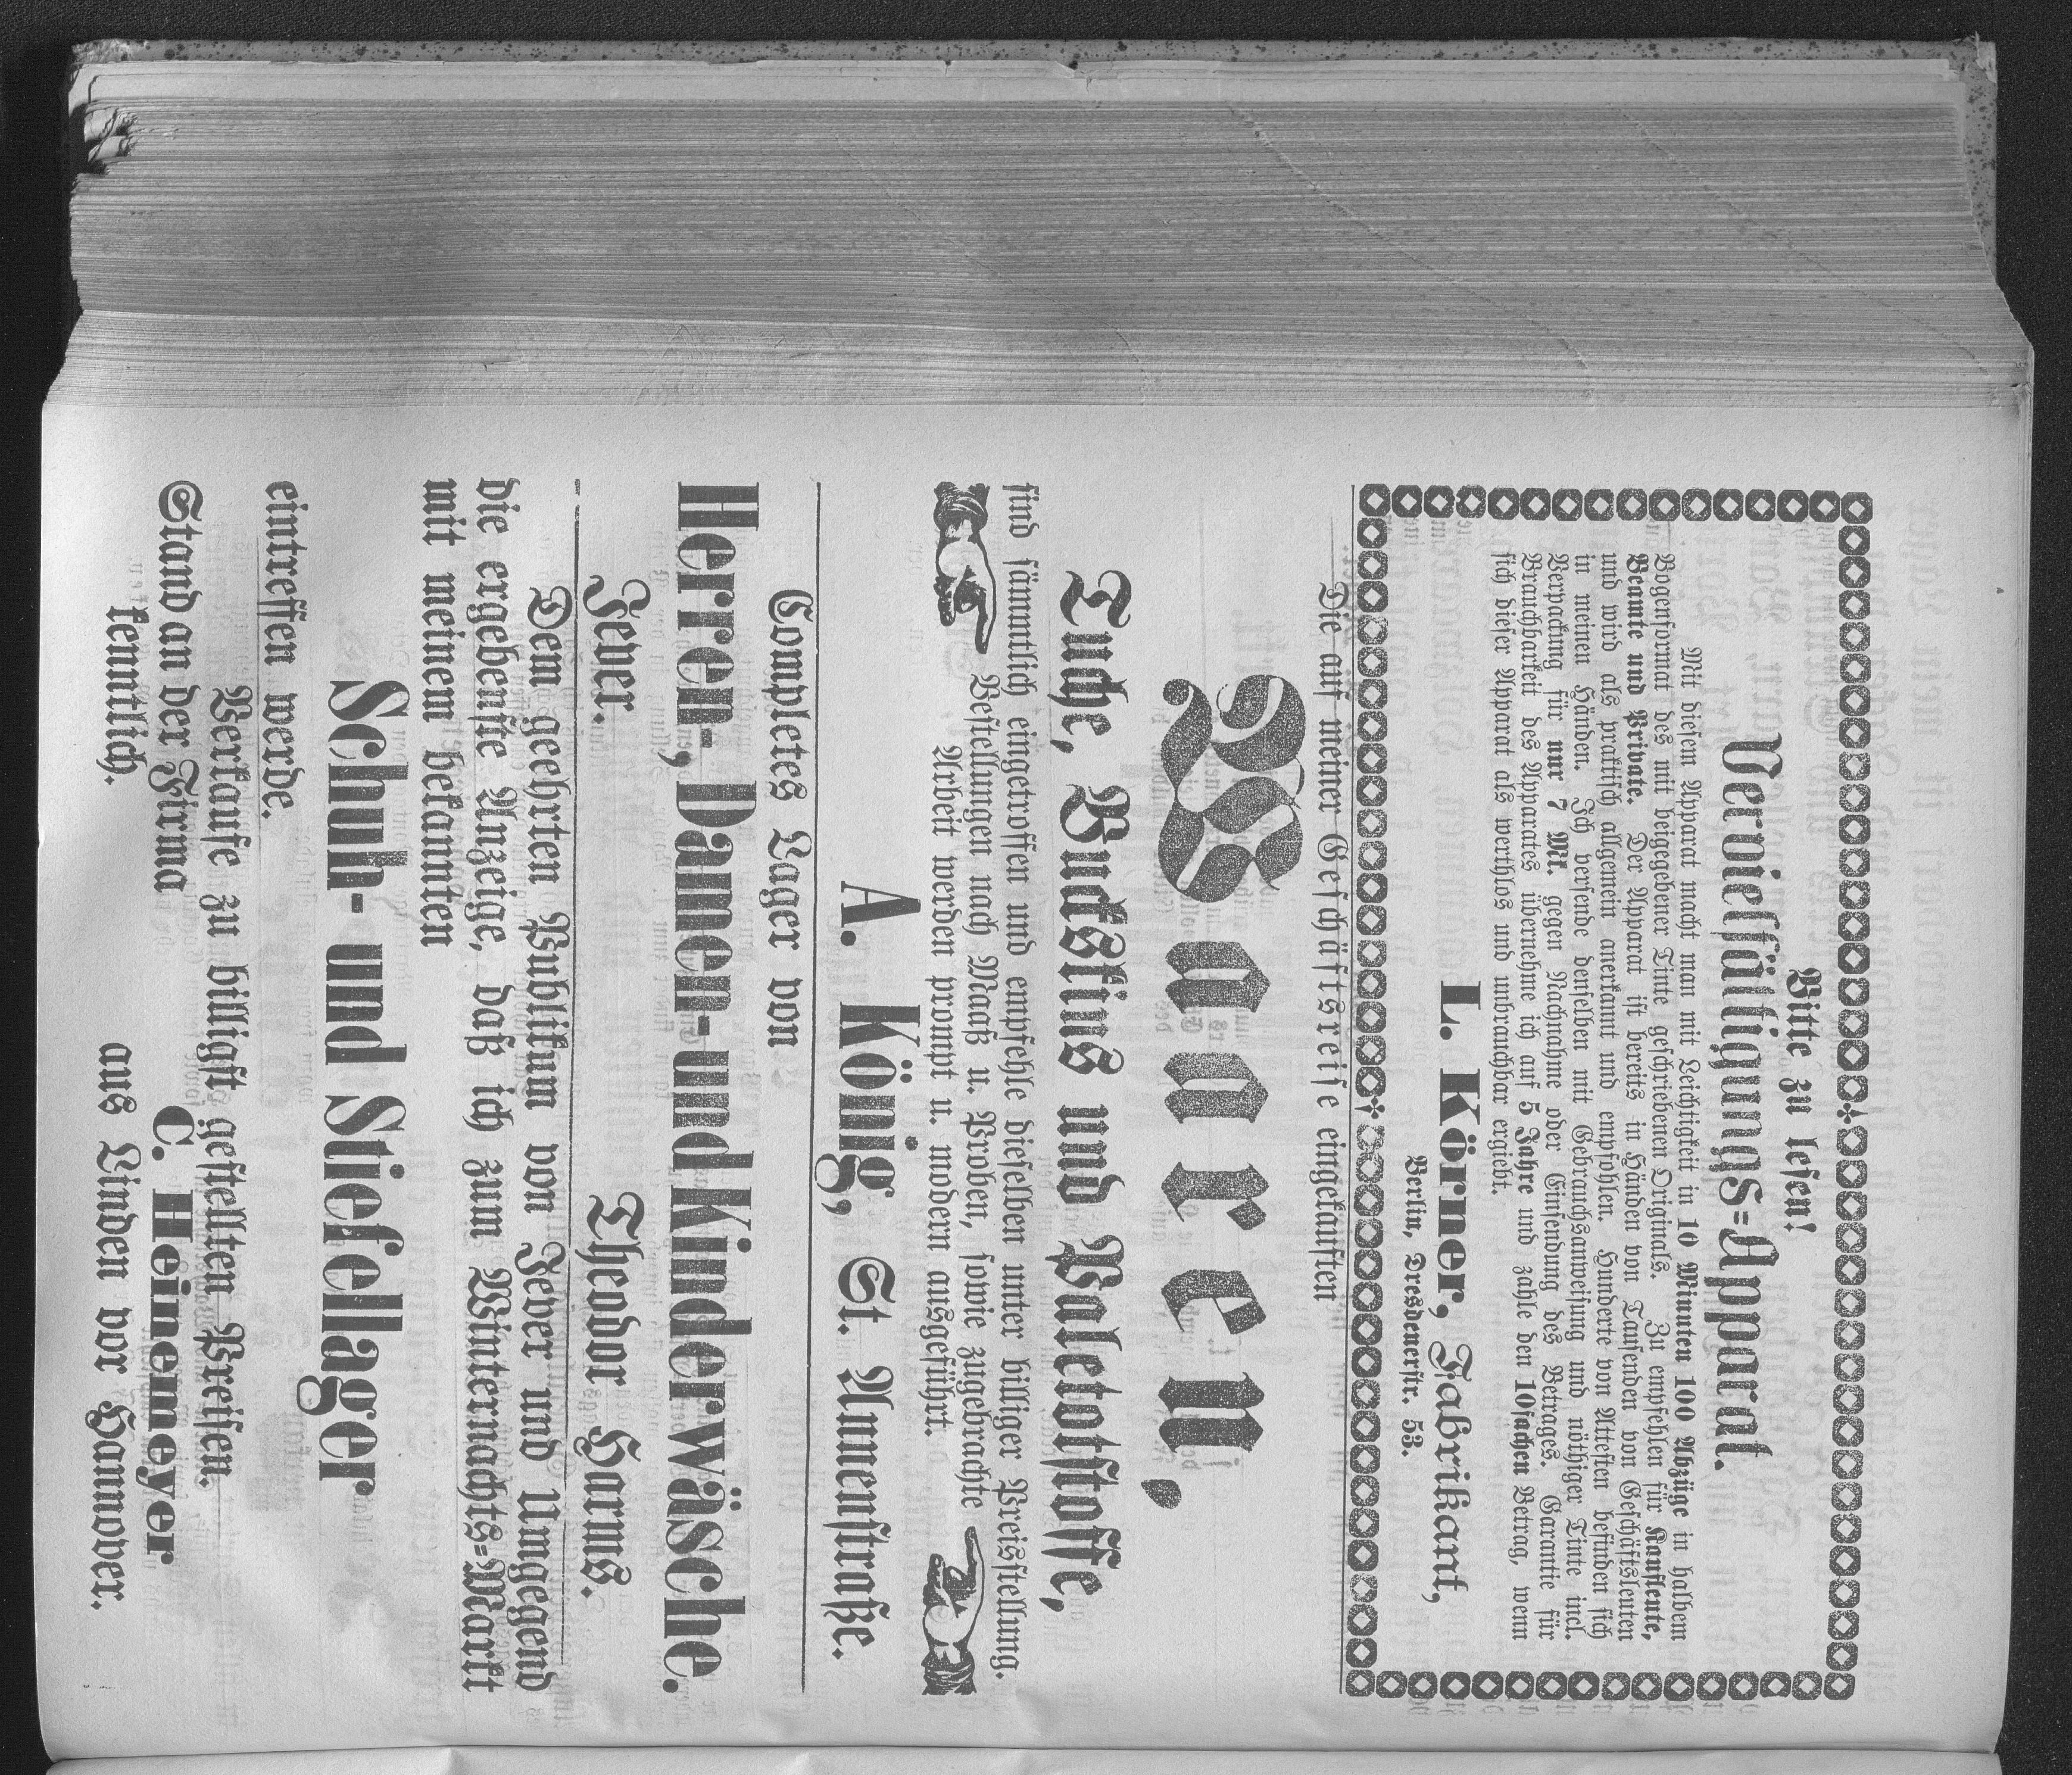 Bitte zu lesen!
Vervielfältigungs-Apparat.
Mit diesem Apparat macht man mit Leichtigkeit in 10 Minuten 100 Abzüge in halbem
Bogenformat des mit beigegebener Tinte geschriebenen Originals. Zu empfehlen für Kaufleute,
Beamte und Private. Der Apparat ist bereits in Händen von Tausenden von Geschäftsleuten
und wird als praktisch allgemein anerkannt und empfohlen. Hunderte von Attesten befinden sich
in meinen Händen. Ich versende denselben mit Gebrauchsanweisung und nöthiger Tinte incl.
Verpackung für nur 7 Mk. gegen Nachnahme oder Einsendung des Betrages. Garantie für
Brauchbarkeit des Apparates übernehme ich auf 5 Jahre und zahle den 10fachen Betrag, wenn
sich dieser Apparat als werthlos und unbrauchbar ergiebt.
L. Körner, Fabrikant,
Berlin, Dresdenerstr. 53.
Die auf meiner Geschäftsreise eingekauften
Waaren,
Tuche, Buckskins und Paletotstoffe,
sind sämmtlich eingetroffen und empfehle dieselben unter billiger Preisstellung.
Bestellungen nach Maaß u. Proben, sowie zugebrachte
Arbeit werden prompt u. modern ausgeführt.
A. König, St. Annenstraße.
Completes Lager von
Herren-, Damen- und Kinderwäsche.
Jever. Theodor Harms.
Dem geehrten Publikum von Jever und Umgegend
die ergebenste Anzeige, daß ich zum Winternachts-Markt
mit meinem bekannten
Schuh- und Stiefellager
eintreffen werde.
Verkaufe zu billigst gestellten Preisen.
Stand an der Firma C. Heinemeyer
kenntlich. aus Linden vor Hannover.